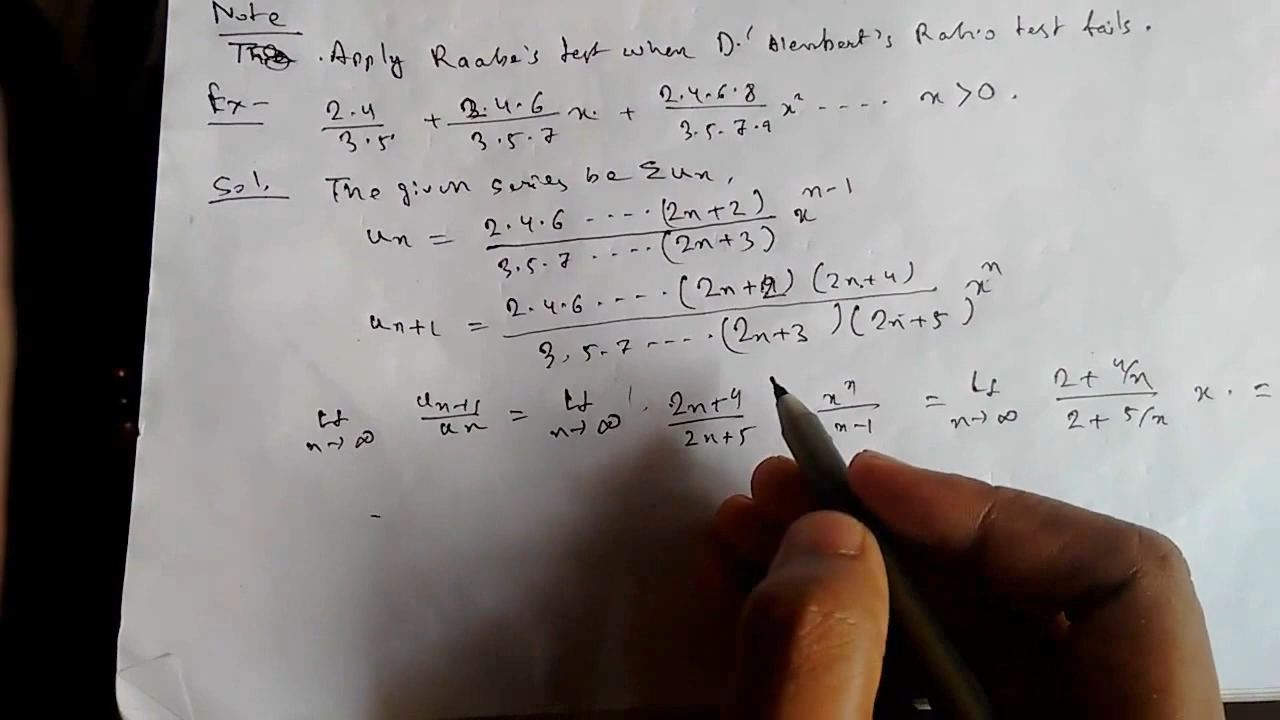 Note
. Apply Raabe's test when D.' Alembert's Ratio test fails.
Ex- 2.4 / 3.5 + 2.4.6 / 3.5.7 x. + 2.4.6.8 / 3.5.7.9 x² ---- x > 0.
Sol. The given series be Σun,
un = 2.4.6 ---- (2n+2) / 3.5.7 ---- (2n+3) x^n-1
un+1 = 2.4.6 ---- (2n+2) (2n+4) / 3.5.7 ---- (2n+3) (2n+5) x^n
Lt n→∞ un+1 / un = Lt n→∞ 2n+4 / 2n+5 x^n / n-1 = Lt n→∞ 2 + 4/n / 2 + 5/n x. =